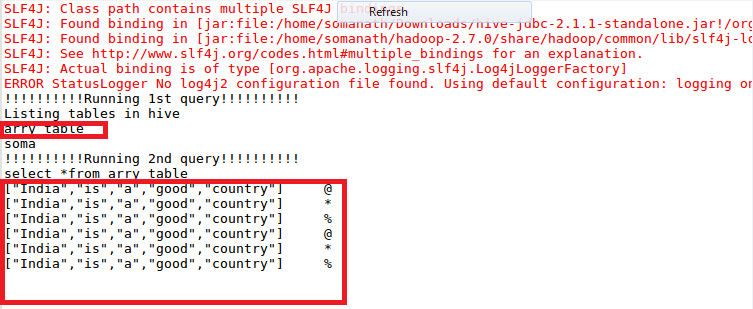 SLF4J: Class path contains multiple SLF4J
Refresh
SLF4J: Found binding in [jar:file:/home/somanath/Downloads/hive-jdbc-2.1.1-standalone.jar!/org
SLF4J: Found binding in [jar:file:/home/somanath/hadoop-2.7.0/share/hadoop/common/lib/slf4j-lo
SLF4J: See http://www.slf4j.org/codes.html#multiple_bindings for an explanation.
SLF4J: Actual binding is of type [org.apache.logging.slf4j.Log4jLoggerFactory]
ERROR StatusLogger No log4j2 configuration file found. Using default configuration: logging on
!!!!!!!!!!Running 1st query!!!!!!!!!!
Listing tables in hive
arry_table
soma
!!!!!!!!!!Running 2nd query!!!!!!!!!!
select *from arry_table
["India","is","a","good","country"] @
["India","is","a","good","country"] *
["India","is","a","good","country"] %
["India","is","a","good","country"] @
["India","is","a","good","country"] *
["India","is","a","good","country"] %